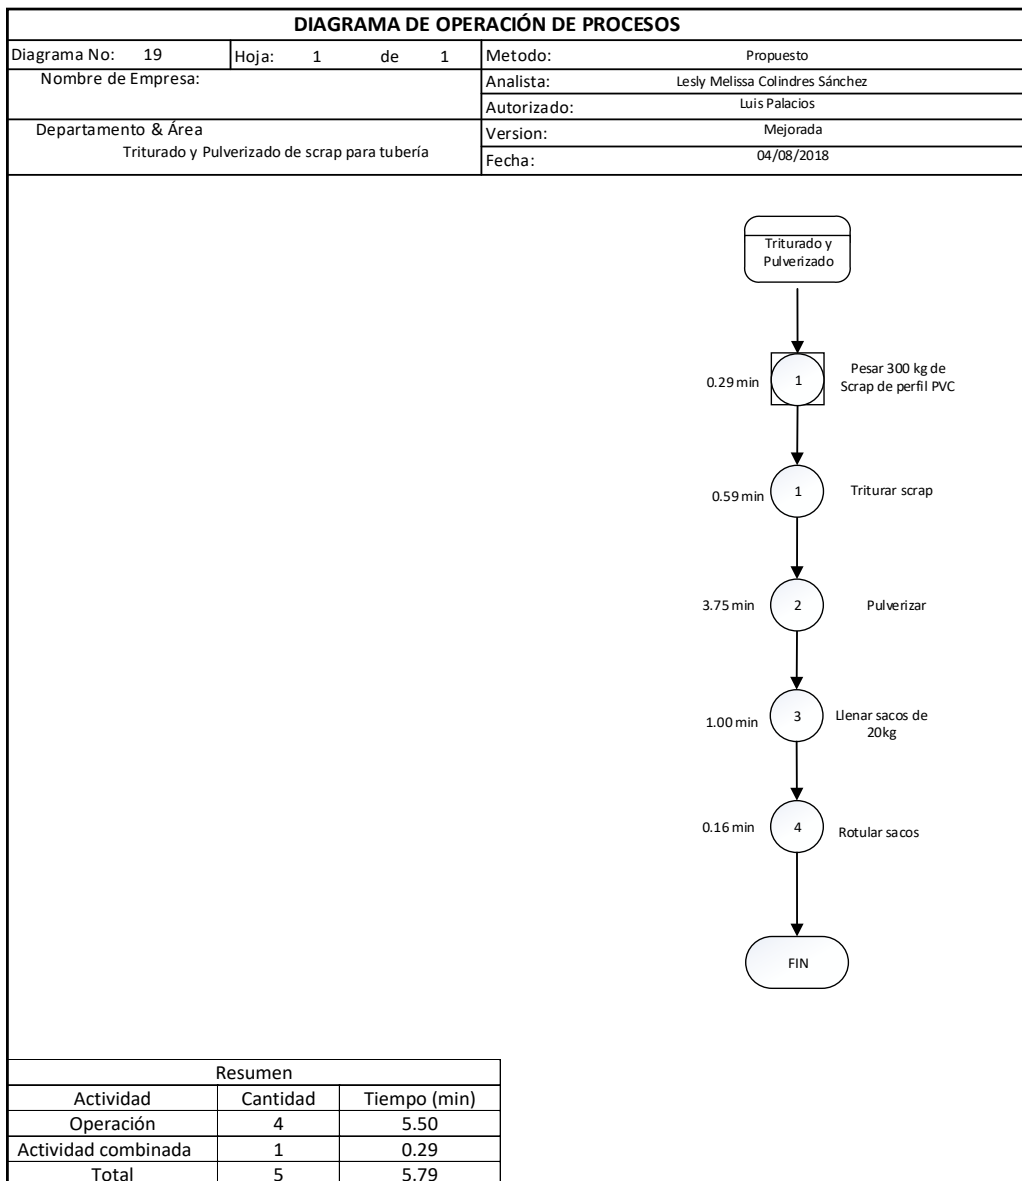 DIAGRAMA DE OPERACIÓN DE PROCESOS
Diagrama No: 19 Hoja: 1 de 1 Metodo: Propuesto
Nombre de Empresa: Analista: Lesly Melissa Colindres Sánchez
Autorizado: Luis Palacios
Departamento & Área Version: Mejorada
Triturado y Pulverizado de scrap para tubería Fecha: 04/08/2018
Triturado y
Pulverizado
0.29 min 1 Pesar 300 kg de
Scrap de perfil PVC
0.59 min 1 Triturar scrap
3.75 min 2 Pulverizar
1.00 min 3 Llenar sacos de
20kg
0.16 min 4 Rotular sacos
FIN
Resumen
Actividad Cantidad Tiempo (min)
Operación 4 5.50
Actividad combinada 1 0.29
Total 5 5.79